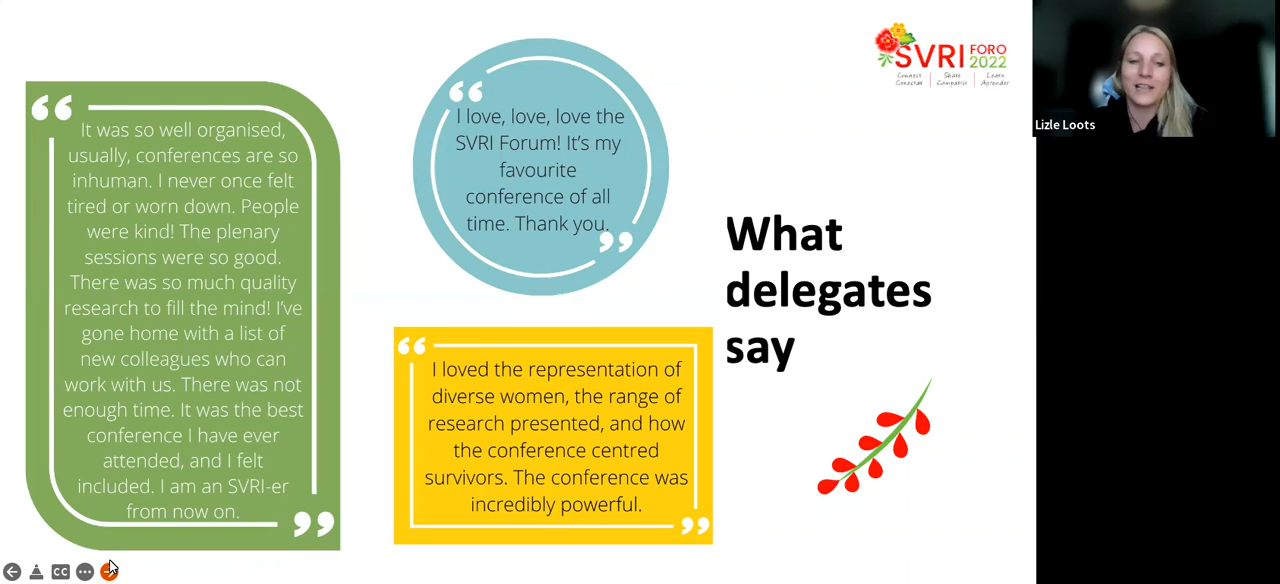 SVRI FORO
2022
Connect Share Learn
Conectar Compartir Aprender
Lizle Loots
“
It was so well organised,
usually, conferences are so
inhuman. I never once felt
tired or worn down. People
were kind! The plenary
sessions were so good.
There was so much quality
research to fill the mind! I’ve
gone home with a list of
new colleagues who can
work with us. There was not
enough time. It was the best
conference I have ever
attended, and I felt
included. I am an SVRI-er
from now on.
”
“
I love, love, love the
SVRI Forum! It’s my
favourite
conference of all
time. Thank you.
”
“
I loved the representation of
diverse women, the range of
research presented, and how
the conference centred
survivors. The conference was
incredibly powerful.
”
What
delegates
say
CC